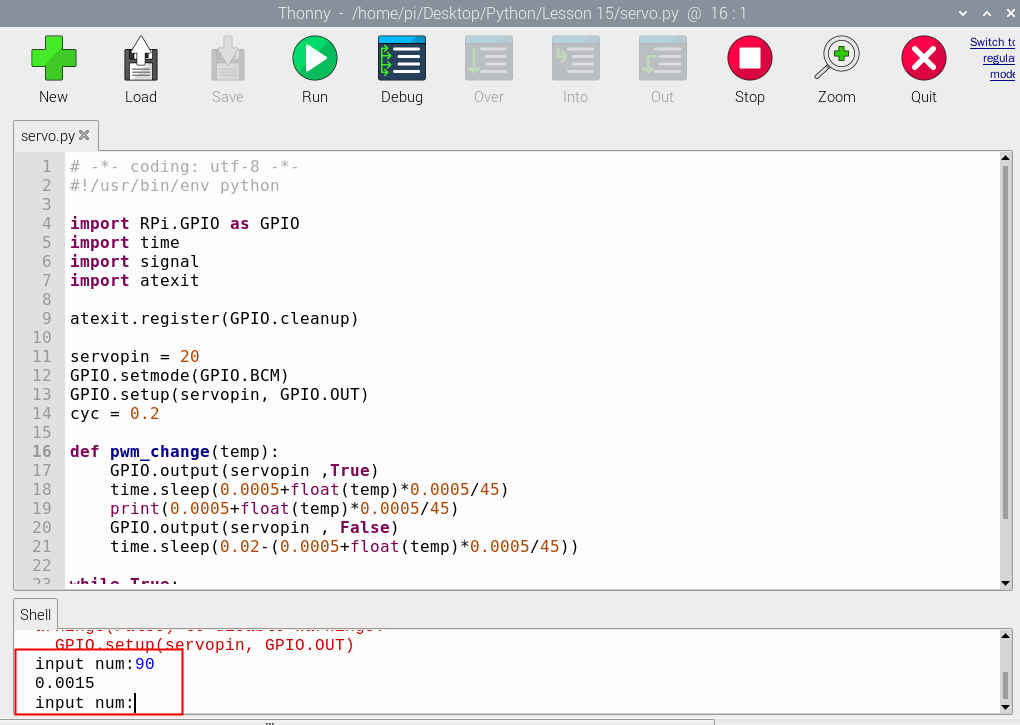 Thonny - /home/pi/Desktop/Python/Lesson 15/servo.py @ 16 : 1
New Load Save Run Debug Over Into Out Stop Zoom Quit
Switch to
regula
mode
servo.py
1 # -*- coding: utf-8 -*-
2 #!/usr/bin/env python
3
4 import RPi.GPIO as GPIO
5 import time
6 import signal
7 import atexit
8
9 atexit.register(GPIO.cleanup)
10
11 servopin = 20
12 GPIO.setmode(GPIO.BCM)
13 GPIO.setup(servopin, GPIO.OUT)
14 cyc = 0.2
15
16 def pwm_change(temp):
17     GPIO.output(servopin ,True)
18     time.sleep(0.0005+float(temp)*0.0005/45)
19     print(0.0005+float(temp)*0.0005/45)
20     GPIO.output(servopin , False)
21     time.sleep(0.02-(0.0005+float(temp)*0.0005/45))
22
23 while True:
Shell
GPIO.setup(servopin, GPIO.OUT)
input num:90
0.0015
input num: